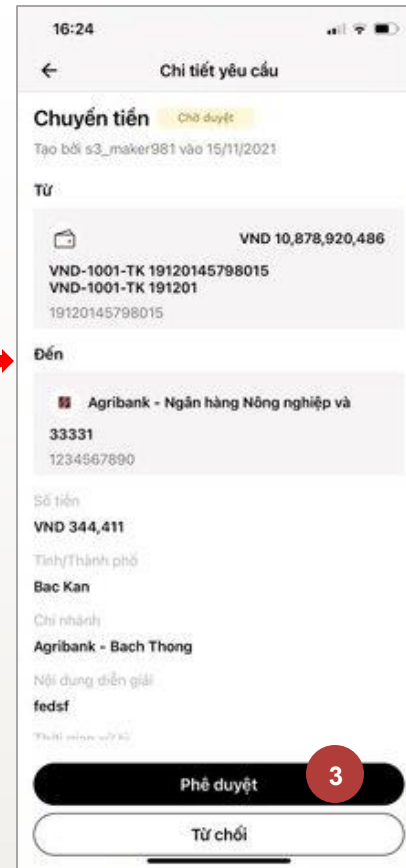 16:24
Chi tiết yêu cầu
Chuyển tiền Chờ duyệt
Tạo bởi s3_maker981 vào 15/11/2021
Từ
VND 10,878,920,486
VND-1001-TK 19120145798015
VND-1001-TK 191201
19120145798015
Đến
Agribank - Ngân hàng Nông nghiệp và
33331
1234567890
Số tiền
VND 344,411
Tỉnh/Thành phố
Bac Kan
Chi nhánh
Agribank - Bach Thong
Nội dung diễn giải
fedsf
Phê duyệt 3
Từ chối